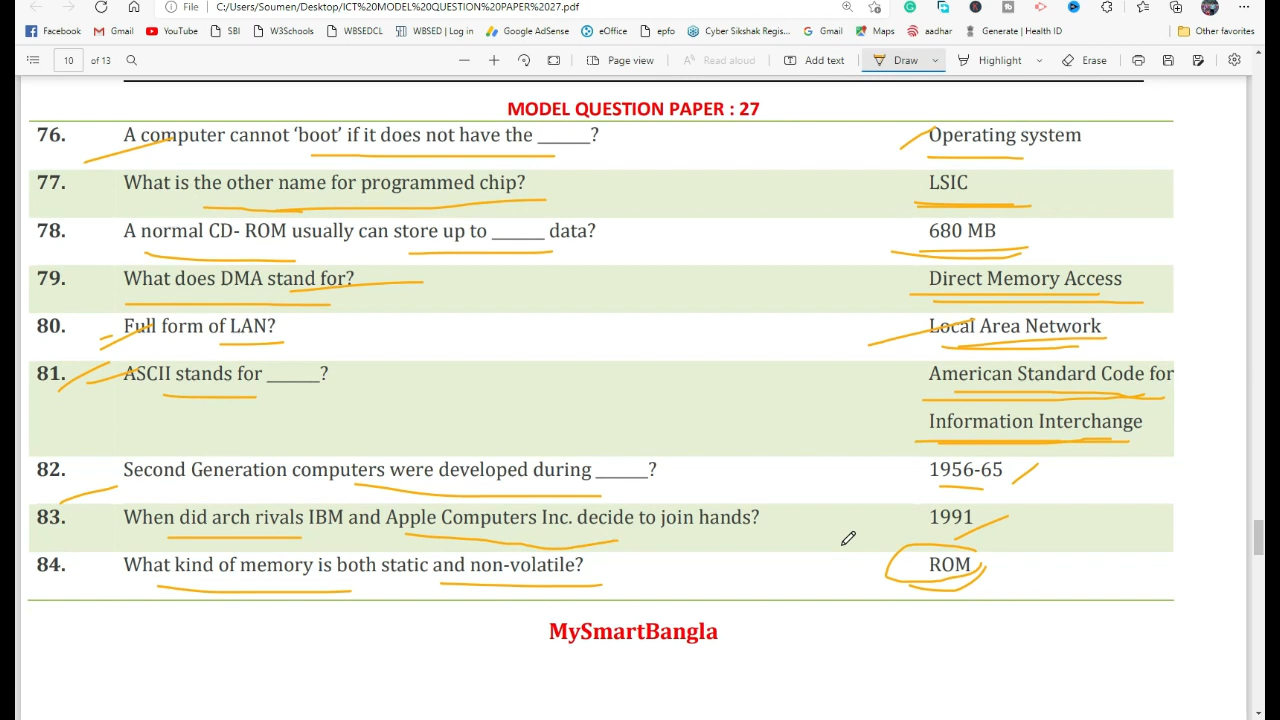 File | C:/Users/Soumen/Desktop/ICT%20MODEL%20QUESTION%20PAPER%2027.pdf
Facebook Gmail YouTube SBI W3Schools WBSEDCL WBSED | Log in Google AdSense eOffice epfo Cyber Sikshak Regis... Gmail Maps aadhar Generate | Health ID Other favorites
10 of 13 Page view Read aloud Add text Draw Highlight Erase
MODEL QUESTION PAPER : 27
76. A computer cannot ‘boot’ if it does not have the ______? Operating system
77. What is the other name for programmed chip? LSIC
78. A normal CD- ROM usually can store up to ______ data? 680 MB
79. What does DMA stand for? Direct Memory Access
80. Full form of LAN? Local Area Network
81. ASCII stands for ______? American Standard Code for
Information Interchange
82. Second Generation computers were developed during ______? 1956-65
83. When did arch rivals IBM and Apple Computers Inc. decide to join hands? 1991
84. What kind of memory is both static and non-volatile? ROM
MySmartBangla